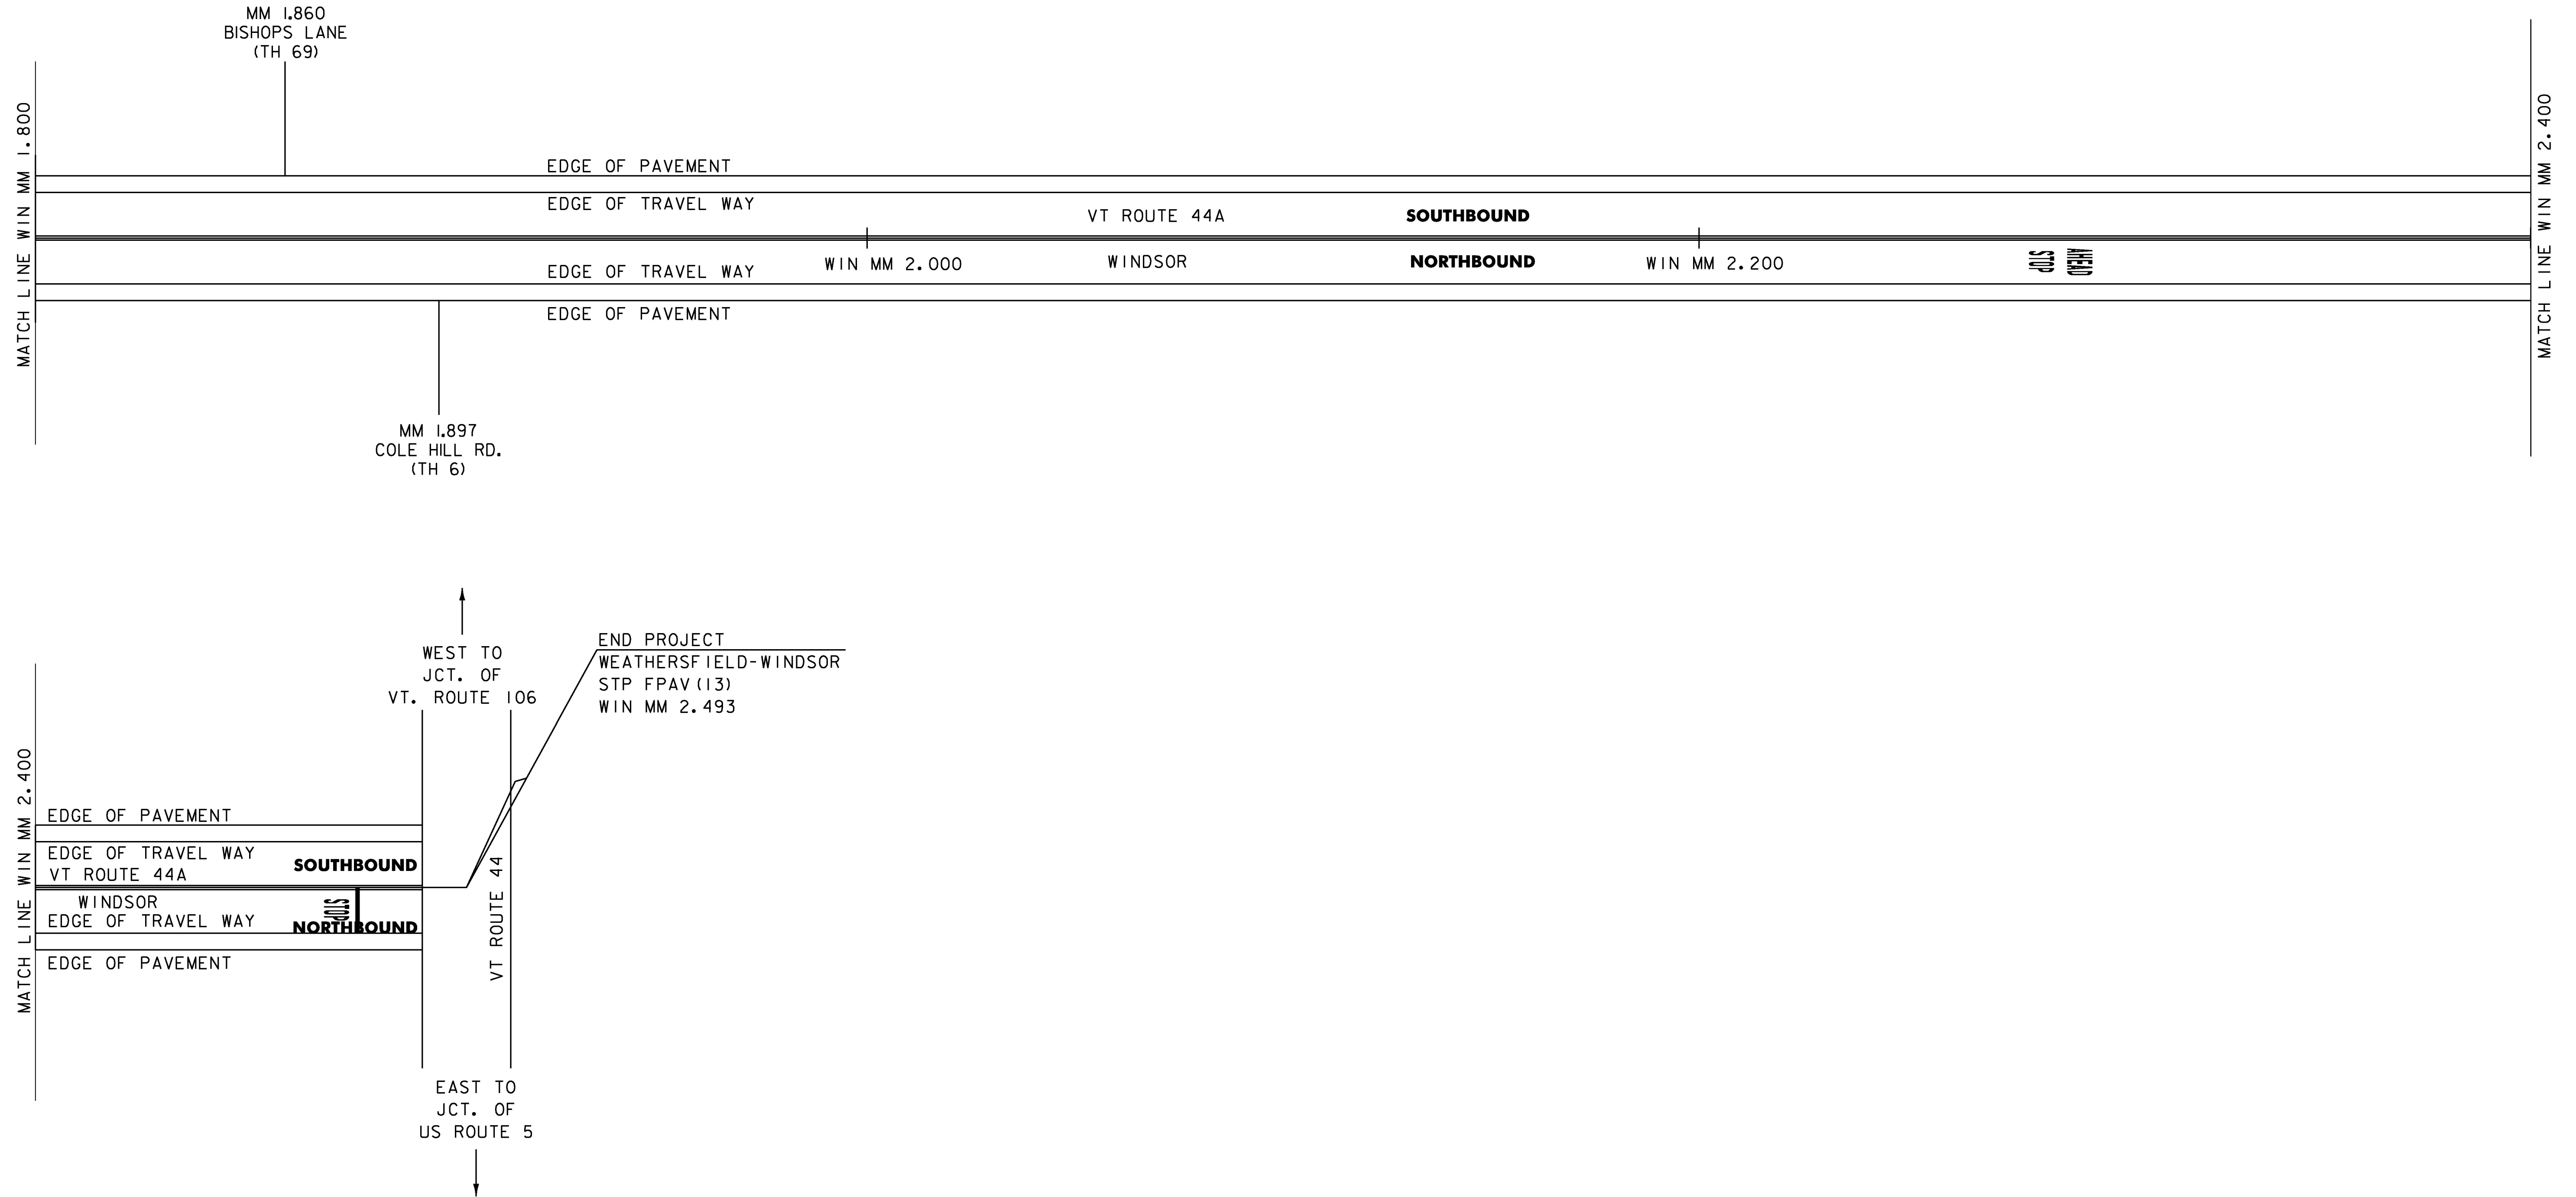 MM 1.860
BISHOPS LANE
(TH 69)
MATCH LINE WIN MM 1.800
EDGE OF PAVEMENT
EDGE OF TRAVEL WAY
VT ROUTE 44A
SOUTHBOUND
MATCH LINE WIN MM 2.400
EDGE OF TRAVEL WAY
WIN MM 2.000
WINDSOR
NORTHBOUND
WIN MM 2.200
STOP
AHEAD
EDGE OF PAVEMENT
MM 1.897
COLE HILL RD.
(TH 6)
WEST TO
JCT. OF
VT. ROUTE 106
END PROJECT
WEATHERSFIELD-WINDSOR
STP FPAV(13)
WIN MM 2.493
MATCH LINE WIN MM 2.400
EDGE OF PAVEMENT
EDGE OF TRAVEL WAY
SOUTHBOUND
VT ROUTE 44A
WINDSOR
STOP
EDGE OF TRAVEL WAY
NORTHBOUND
EDGE OF PAVEMENT
VT ROUTE 44
EAST TO
JCT. OF
US ROUTE 5